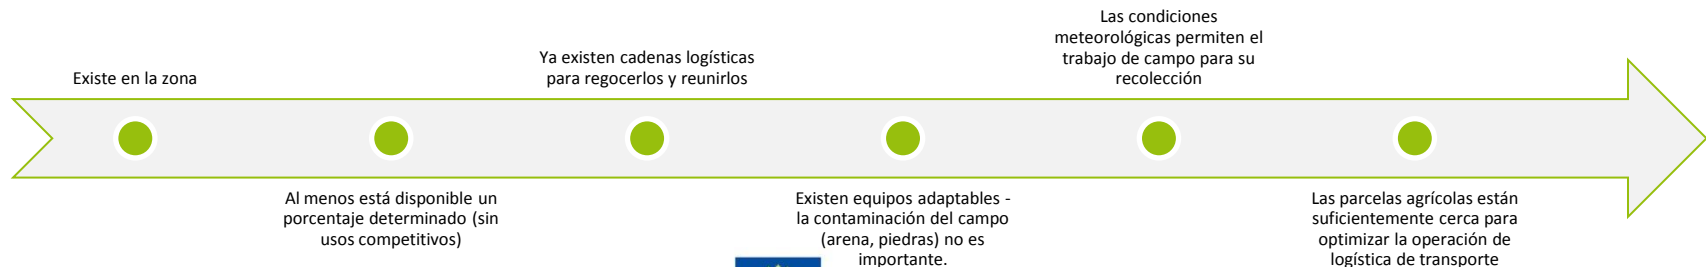 Existe en la zona
Al menos está disponible un
porcentaje determinado (sin
usos competitivos)
Ya existen cadenas logísticas
para regocerlos y reunirlos
Existen equipos adaptables -
la contaminación del campo
(arena, piedras) no es
importante.
Las condiciones
meteorológicas permiten el
trabajo de campo para su
recolección
Las parcelas agrícolas están
suficientemente cerca para
optimizar la operación de
logística de transporte